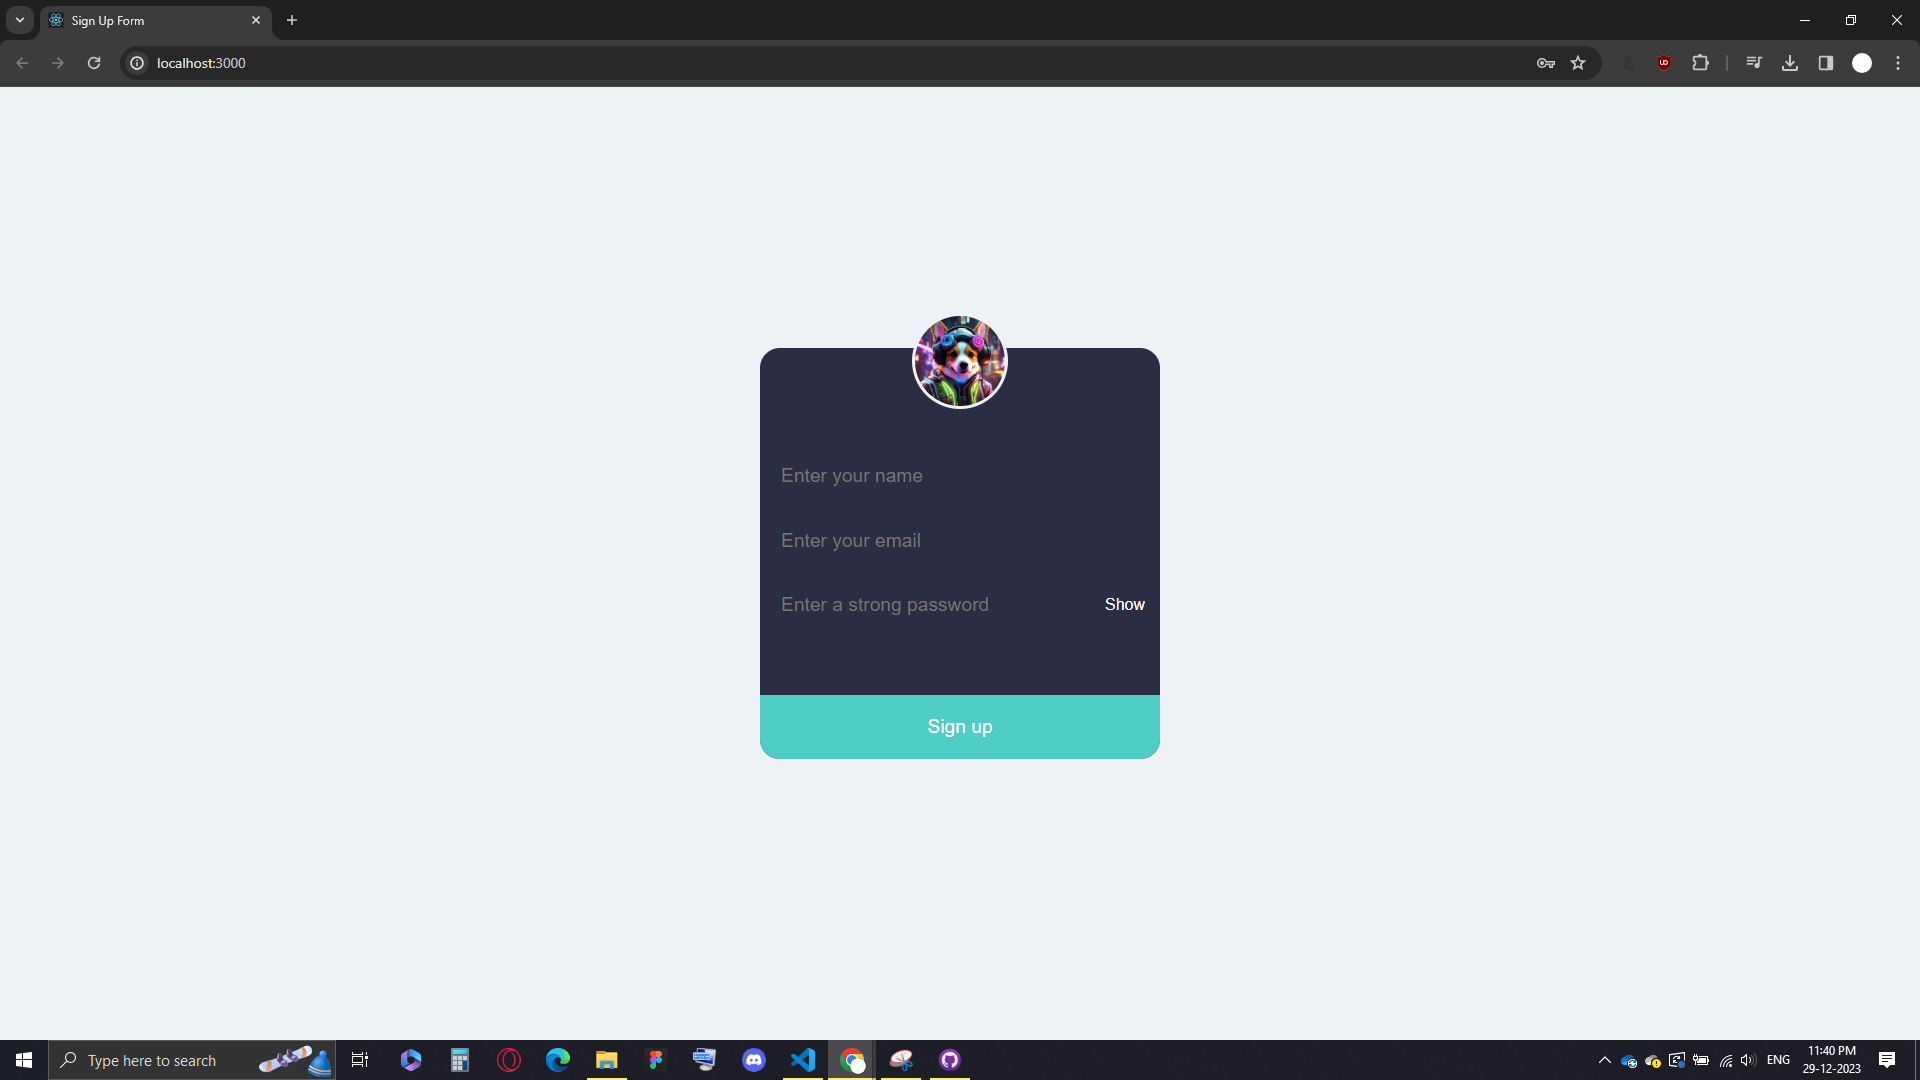 Sign Up Form
localhost:3000
Enter your name
Enter your email
Enter a strong password
Show
Sign up
Type here to search
ENG
11:40 PM
29-12-2023